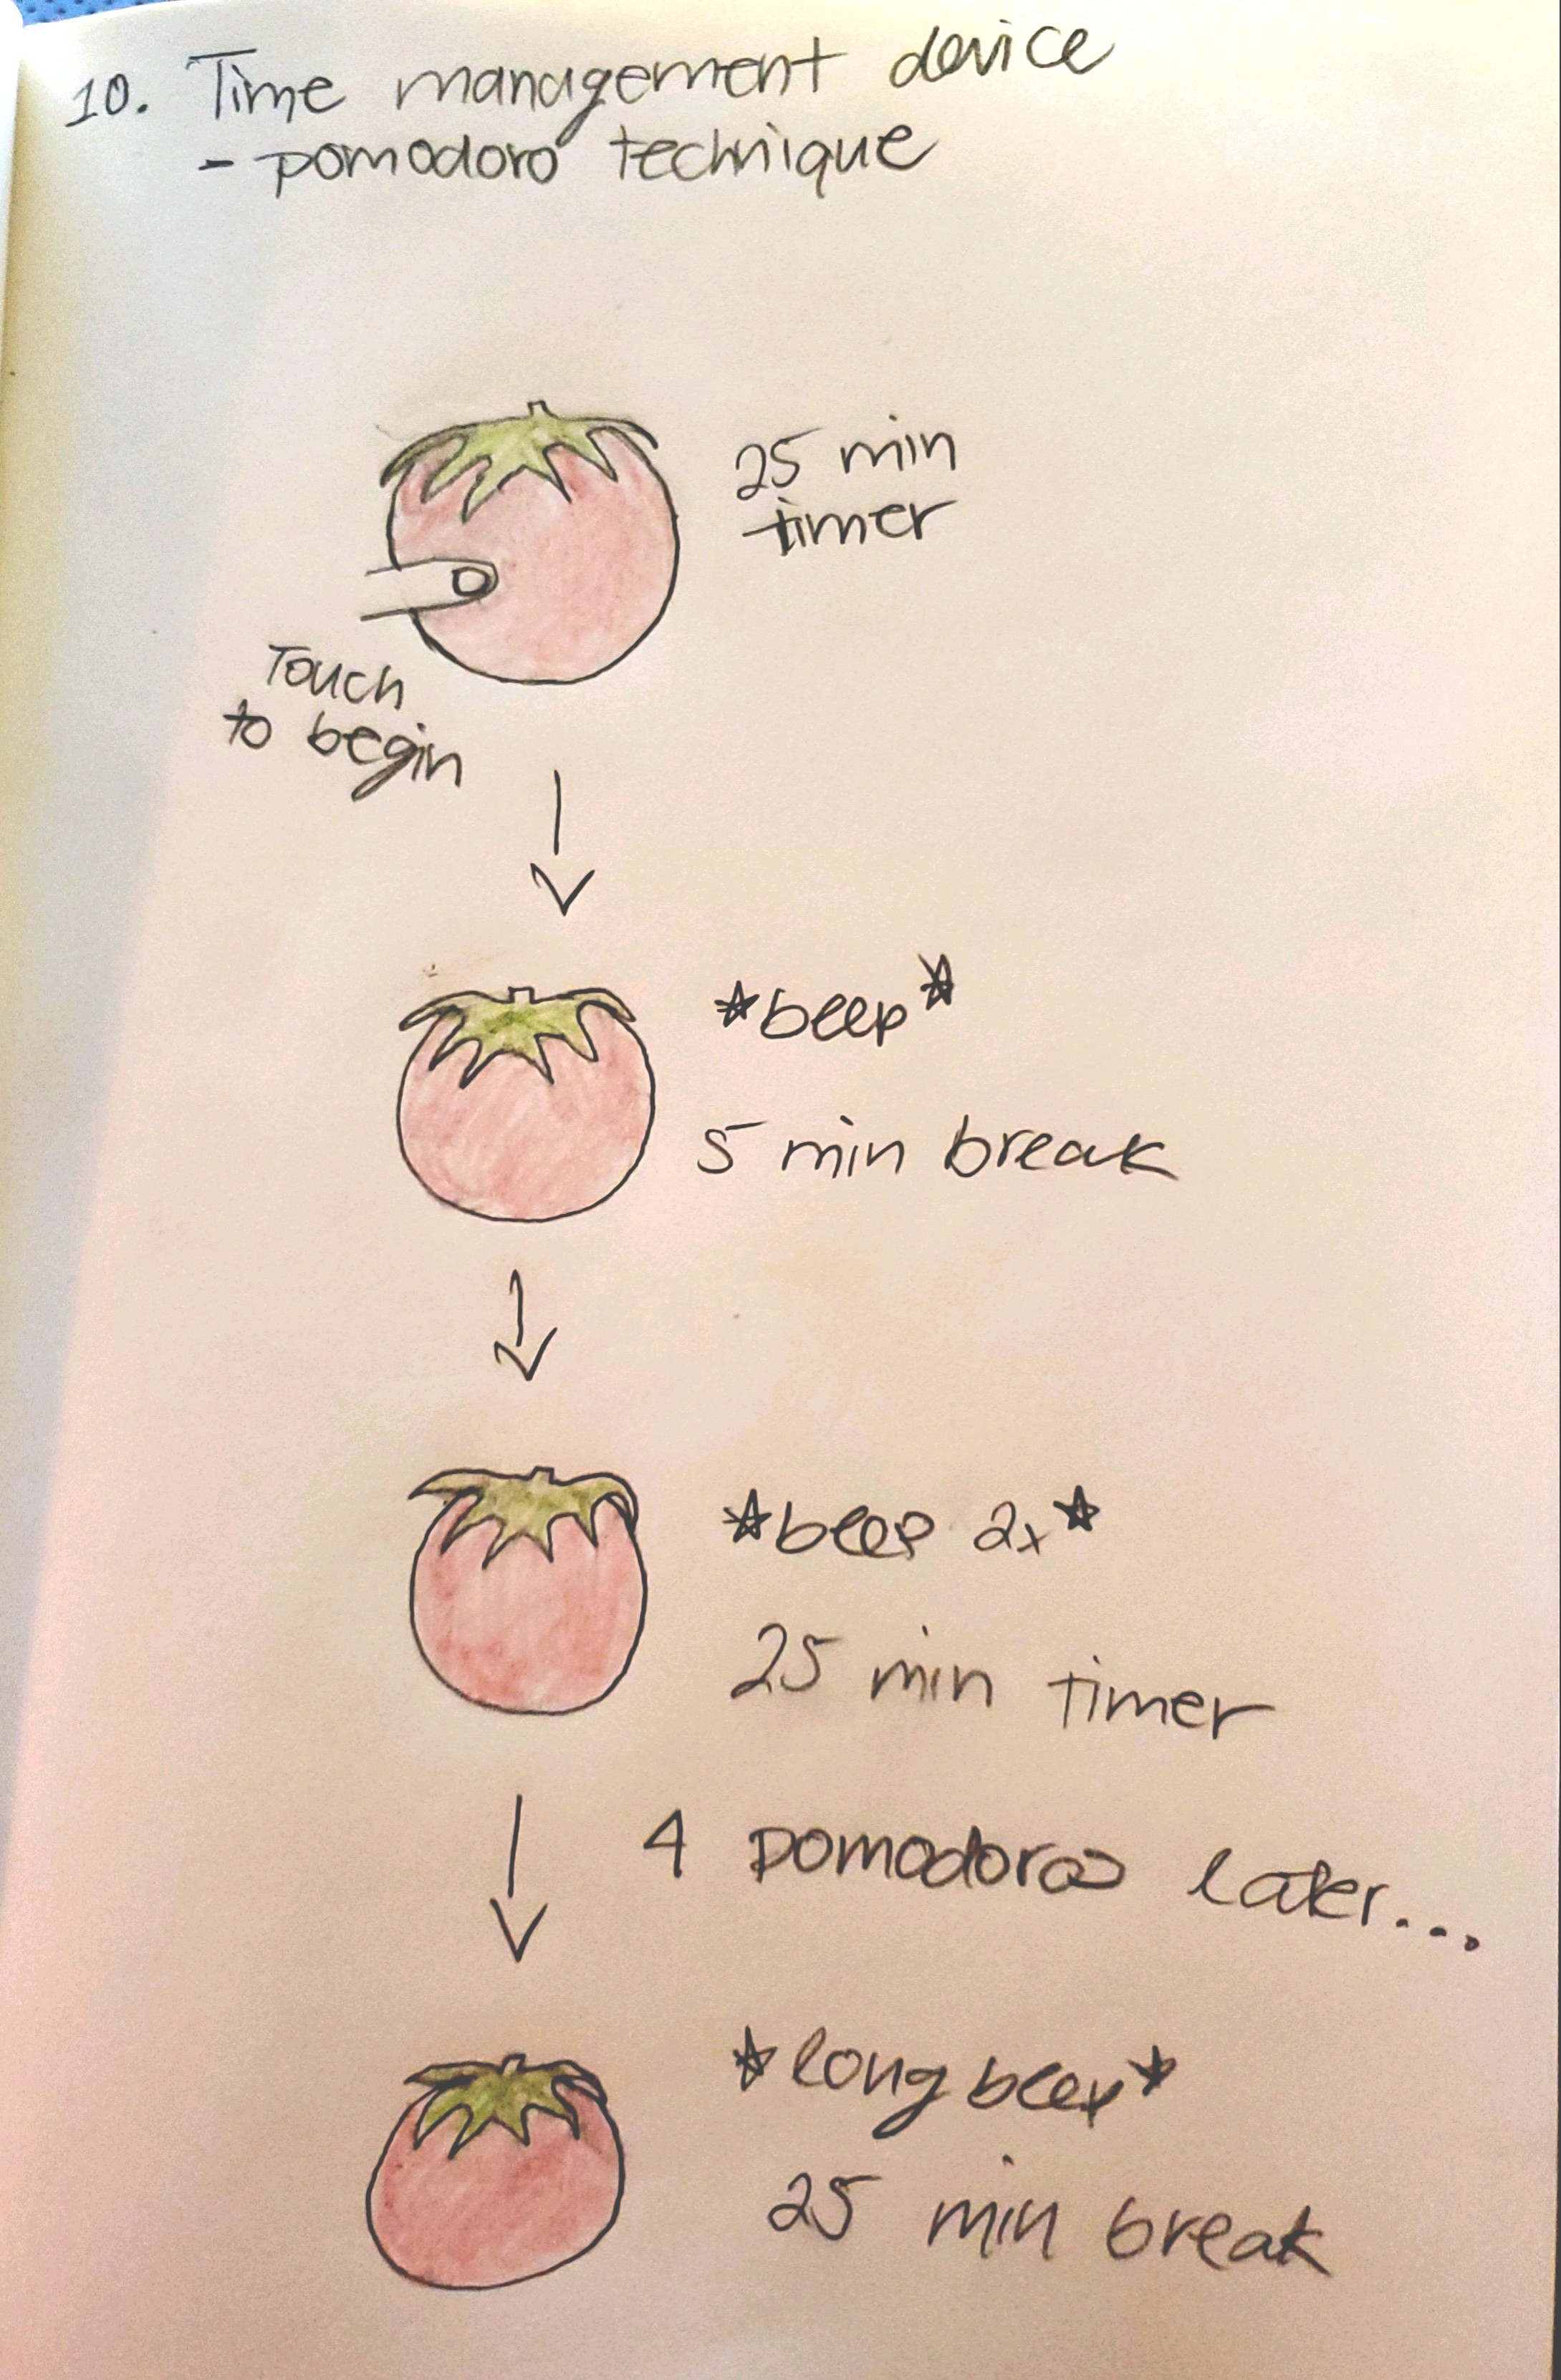 10. Time management device
- pomodoro technique
25 min
timer
Touch
to begin
*beep*
5 min break
*beep 2x*
25 min timer
4 pomodoros later...
*long beep*
25 min break